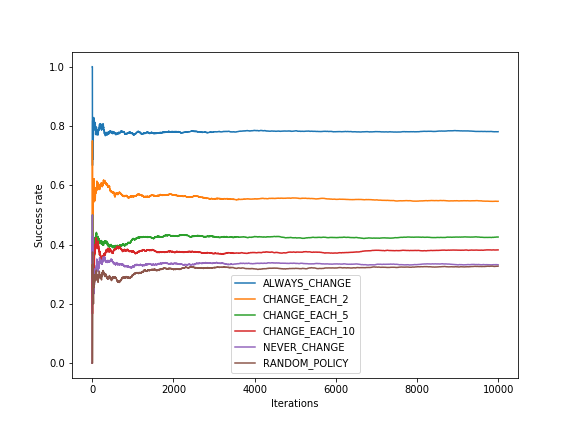 1.0
0.8
0.6
0.4
0.2
0.0
Success rate
0
2000
4000
6000
8000
10000
Iterations
ALWAYS_CHANGE
CHANGE_EACH_2
CHANGE_EACH_5
CHANGE_EACH_10
NEVER_CHANGE
RANDOM_POLICY